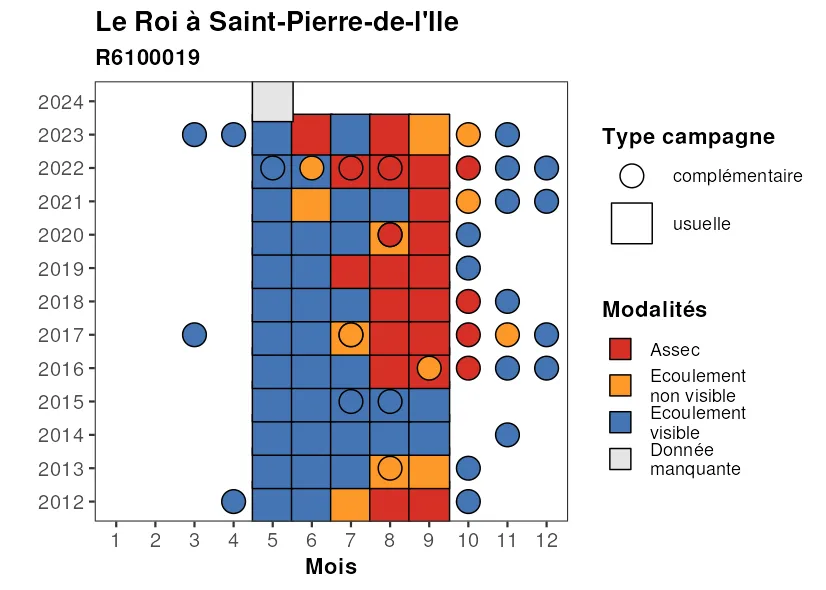 Le Roi à Saint-Pierre-de-l'Ile
R6100019
2024
2023
2022
2021
2020
2019
2018
2017
2016
2015
2014
2013
2012
1 2 3 4 5 6 7 8 9 10 11 12
Mois
Type campagne
complémentaire
usuelle
Modalités
Assec
Ecoulement
non visible
Ecoulement
visible
Donnée
manquante